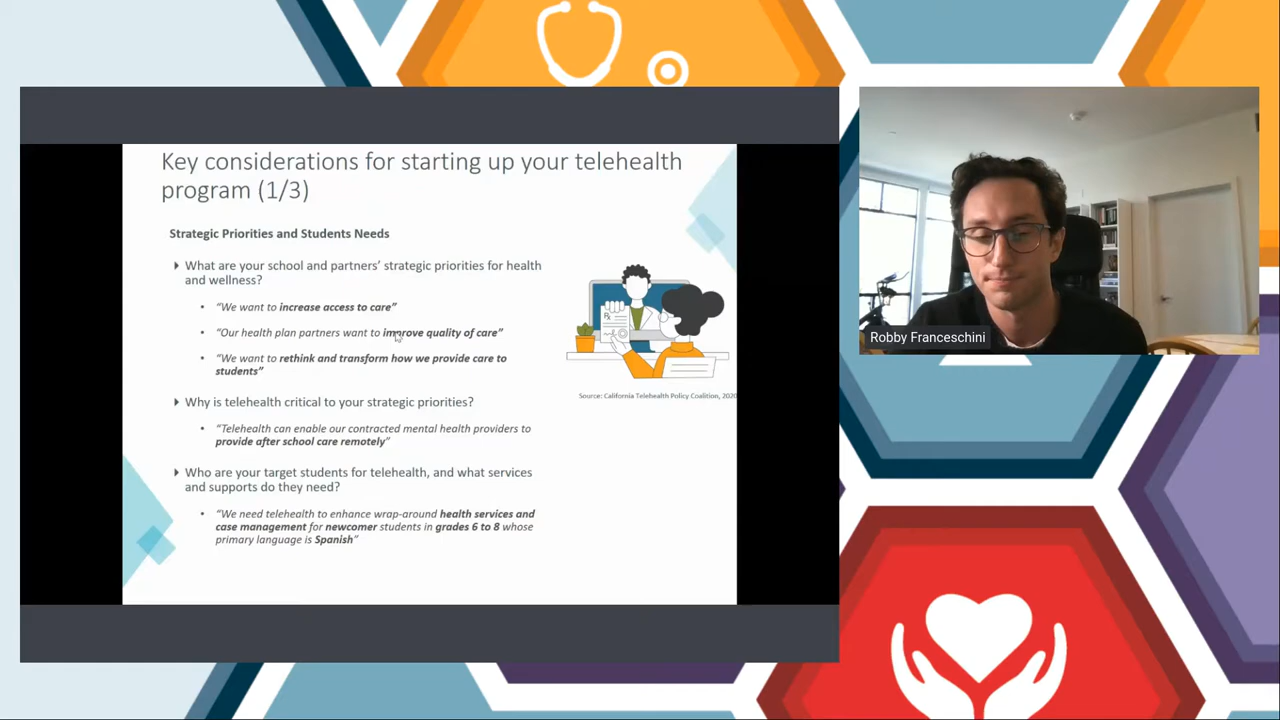 Key considerations for starting up your telehealth
program (1/3)
Strategic Priorities and Students Needs
What are your school and partners’ strategic priorities for health
and wellness?
• “We want to increase access to care”
• “Our health plan partners want to improve quality of care”
• “We want to rethink and transform how we provide care to
students”
Why is telehealth critical to your strategic priorities?
• “Telehealth can enable our contracted mental health providers to
provide after school care remotely”
Who are your target students for telehealth, and what services
and supports do they need?
• “We need telehealth to enhance wrap-around health services and
case management for newcomer students in grades 6 to 8 whose
primary language is Spanish”
Rx
Source: California Telehealth Policy Coalition, 2020
Robby Franceschini